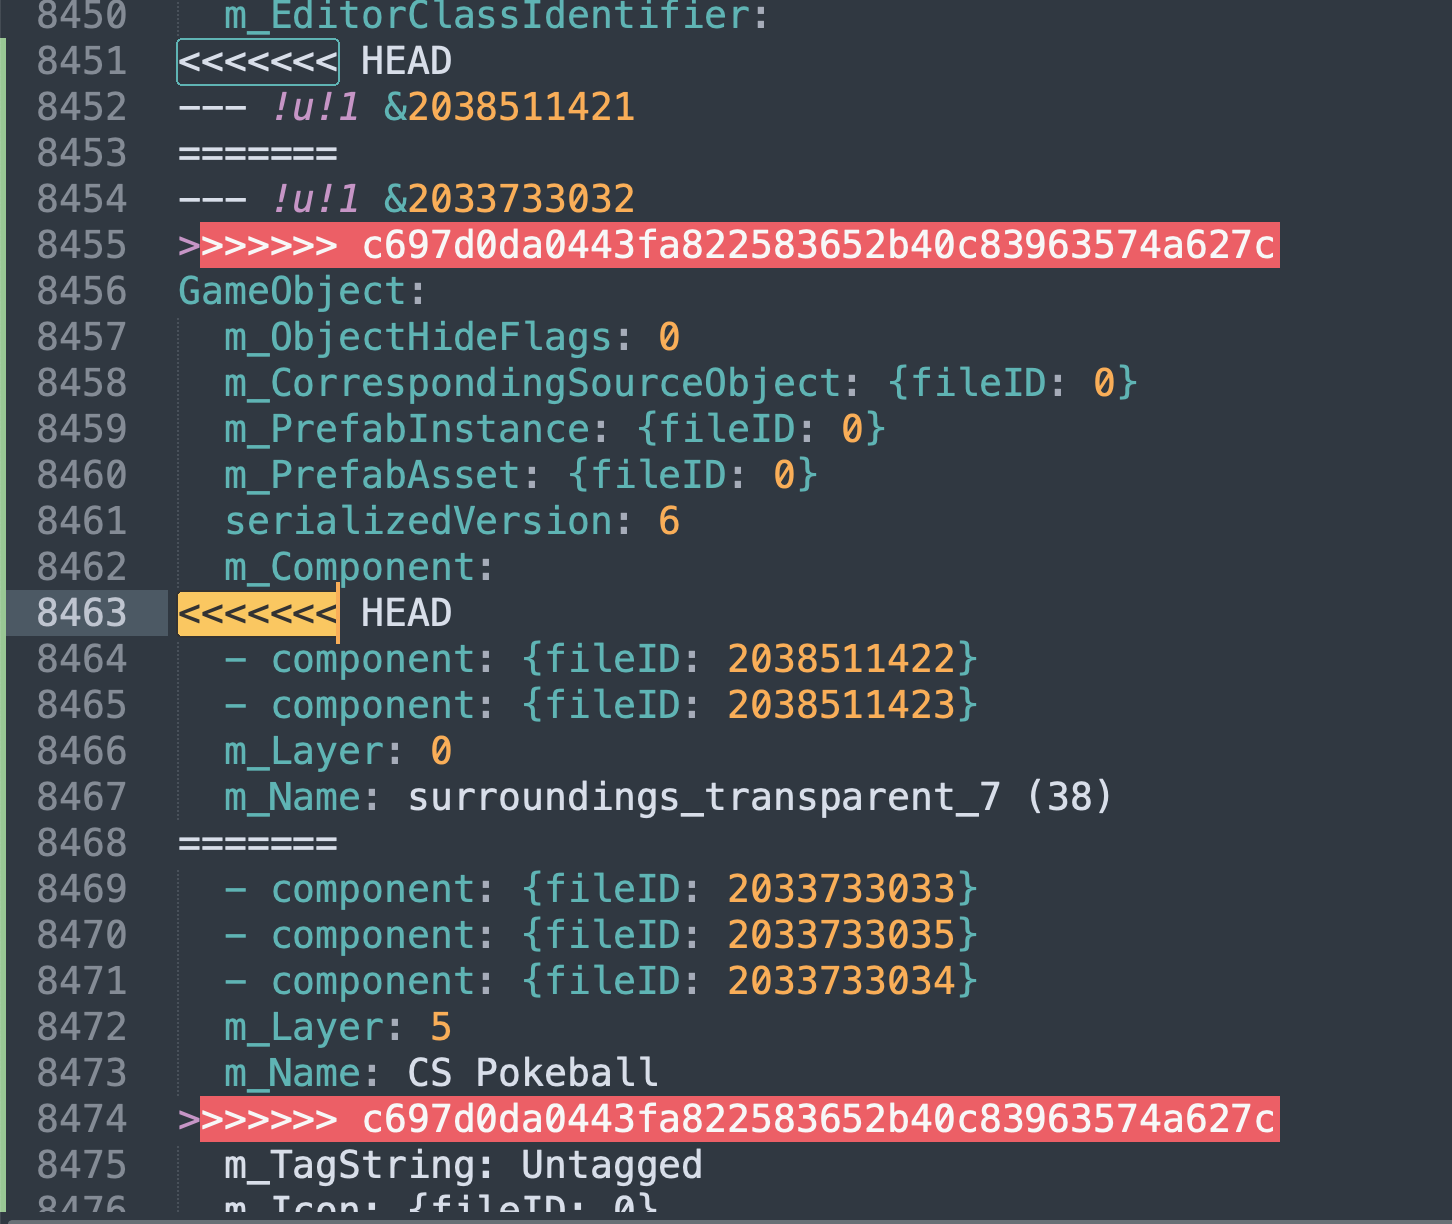 8450 m_EditorClassIdentifier:
8451 <<<<<<< HEAD
8452 --- !u!1 &2038511421
8453 =======
8454 --- !u!1 &2033733032
8455 >>>>>>> c697d0da0443fa822583652b40c83963574a627c
8456 GameObject:
8457   m_ObjectHideFlags: 0
8458   m_CorrespondingSourceObject: {fileID: 0}
8459   m_PrefabInstance: {fileID: 0}
8460   m_PrefabAsset: {fileID: 0}
8461   serializedVersion: 6
8462   m_Component:
8463 <<<<<<< HEAD
8464   - component: {fileID: 2038511422}
8465   - component: {fileID: 2038511423}
8466   m_Layer: 0
8467   m_Name: surroundings_transparent_7 (38)
8468 =======
8469   - component: {fileID: 2033733033}
8470   - component: {fileID: 2033733035}
8471   - component: {fileID: 2033733034}
8472   m_Layer: 5
8473   m_Name: CS Pokeball
8474 >>>>>>> c697d0da0443fa822583652b40c83963574a627c
8475   m_TagString: Untagged
8476   m_Icon: {fileID: 0}